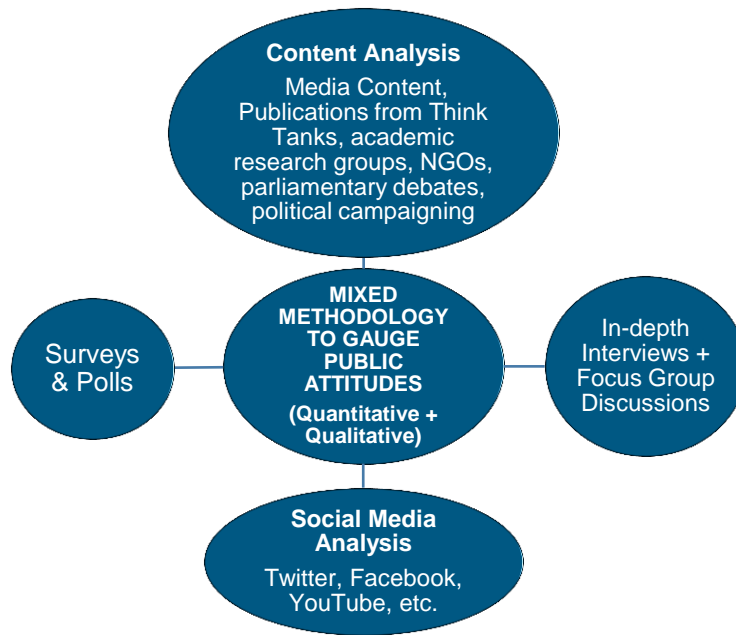 Content Analysis
Media Content,
Publications from Think
Tanks, academic
research groups, NGOs,
parliamentary debates,
political campaigning
Surveys
& Polls
MIXED
METHODOLOGY
TO GAUGE
PUBLIC
ATTITUDES
(Quantitative +
Qualitative)
In-depth
Interviews +
Focus Group
Discussions
Social Media
Analysis
Twitter, Facebook,
YouTube, etc.